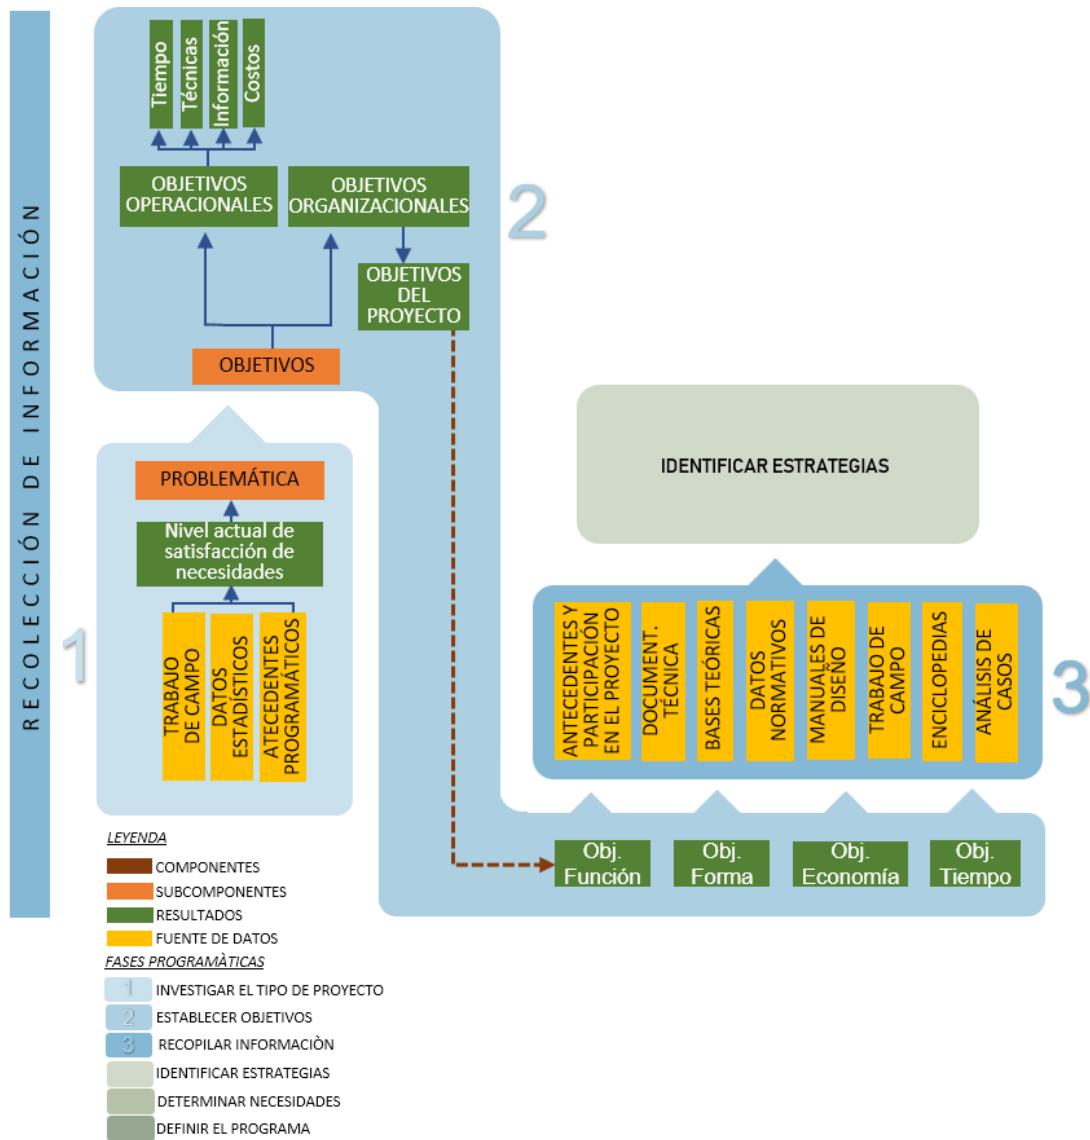 RECOLECCIÓN DE INFORMACIÓN
Tiempo
Técnicas
Información
Costos
OBJETIVOS
OPERACIONALES
OBJETIVOS
ORGANIZACIONALES
2
OBJETIVOS
DEL
PROYECTO
OBJETIVOS
IDENTIFICAR ESTRATEGIAS
PROBLEMÁTICA
Nivel actual de
satisfacción de
necesidades
1
TRABAJO
DE CAMPO
DATOS
ESTADÍSTICOS
ATECEDENTES
PROGRAMÁTICOS
ANTECEDENTES Y
PARTICIPACIÓN
EN EL PROYECTO
DOCUMENT.
TÉCNICA
BASES TEÓRICAS
DATOS
NORMATIVOS
MANUALES DE
DISEÑO
TRABAJO DE
CAMPO
ENCICLOPEDIAS
ANÁLISIS DE
CASOS
3
Obj.
Función
Obj.
Forma
Obj.
Economía
Obj.
Tiempo
LEYENDA
COMPONENTES
SUBCOMPONENTES
RESULTADOS
FUENTE DE DATOS
FASES PROGRAMÀTICAS
1 INVESTIGAR EL TIPO DE PROYECTO
2 ESTABLECER OBJETIVOS
3 RECOPILAR INFORMACIÒN
IDENTIFICAR ESTRATEGIAS
DETERMINAR NECESIDADES
DEFINIR EL PROGRAMA